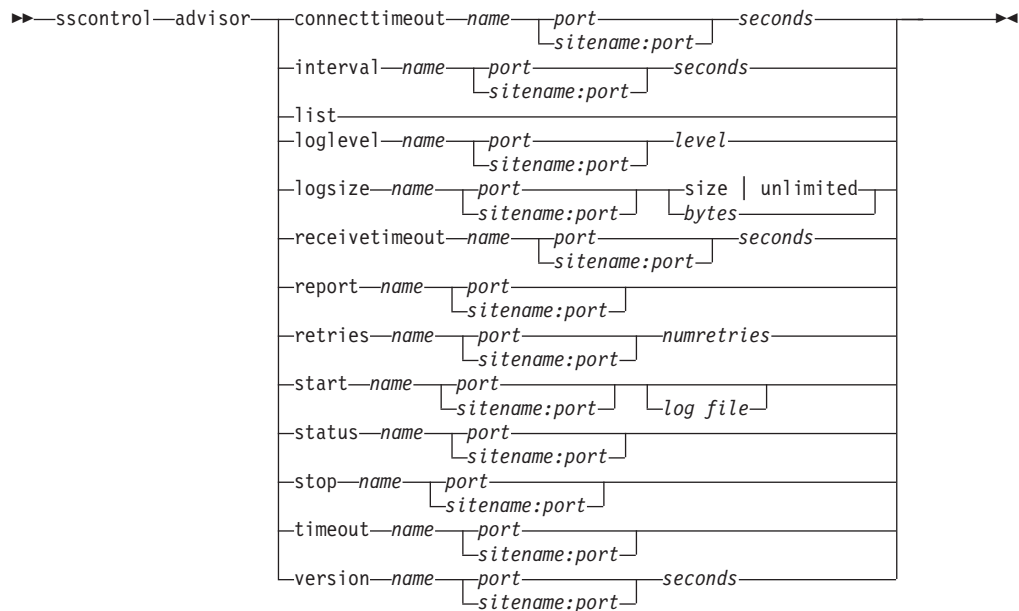 sscontrol advisor connecttimeout name port seconds
sitename:port
interval name port seconds
sitename:port
list
loglevel name port level
sitename:port
logsize name port size | unlimited
sitename:port bytes
receivetimeout name port seconds
sitename:port
report name port
sitename:port
retries name port numretries
sitename:port
start name port
sitename:port log file
status name port
sitename:port
stop name port
sitename:port
timeout name port
sitename:port
version name port seconds
sitename:port